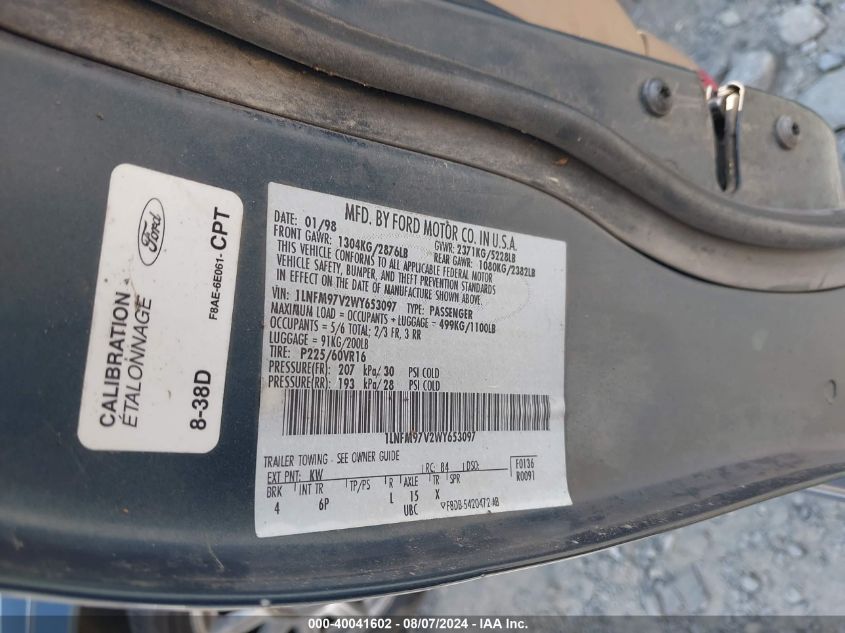 Ford
F8AE-6E061-CPT
CALIBRATION -
ÉTALONNAGE
8-38D
MFD. BY FORD MOTOR CO. IN U.S.A.
DATE: 01/98 GVWR: 2371KG/5228LB
FRONT GAWR: 1304KG/2876LB REAR GAWR: 1080KG/2382LB
THIS VEHICLE CONFORMS TO ALL APPLICABLE FEDERAL MOTOR
VEHICLE SAFETY, BUMPER, AND THEFT PREVENTION STANDARDS
IN EFFECT ON THE DATE OF MANUFACTURE SHOWN ABOVE.
VIN: 1LNFM97V2WY653097 TYPE: PASSENGER
MAXIMUM LOAD = OCCUPANTS + LUGGAGE = 499KG/1100LB
OCCUPANTS = 5/6 TOTAL; 2/3 FR, 3 RR
LUGGAGE = 91KG/200LB
TIRE: P225/60VR16
PRESSURE(FR) 207 kPa/ 30 PSI COLD
PRESSURE(RR) 193 kPa/ 28 PSI COLD
1LNFM97V2WY653097
TRAILER TOWING - SEE OWNER GUIDE
EXT PNT: KW RC: 84 DSO: F0136
R0091
BRK INT TR TP/PS R AXLE TR SPR
4 6P L 15 X
UBC F8DB-5420472-AB
000-40041602 - 08/07/2024 - IAA Inc.